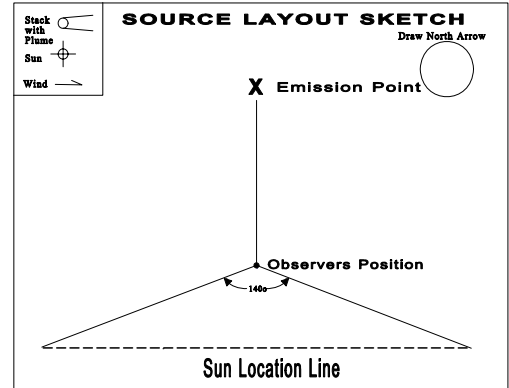 SOURCE LAYOUT SKETCH
Stack
with
Plume
Sun
Wind
Draw North Arrow
X Emission Point
Observers Position
140o
Sun Location Line